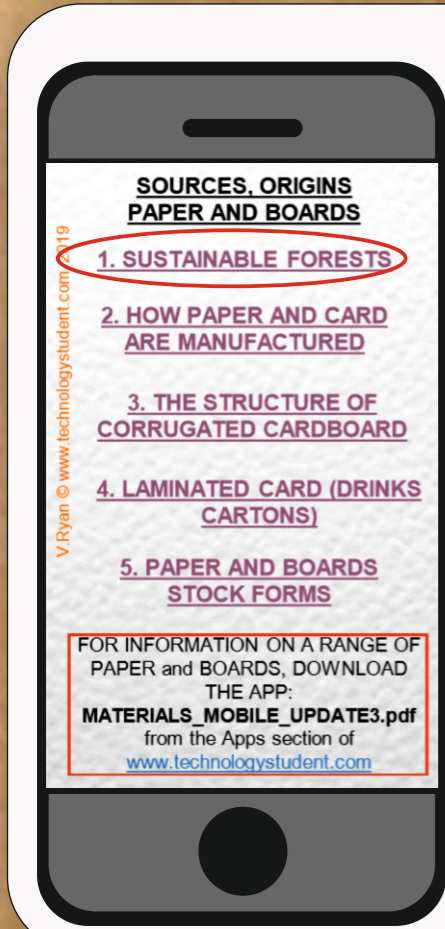 SOURCES, ORIGINS
PAPER AND BOARDS
1. SUSTAINABLE FORESTS
2. HOW PAPER AND CARD
ARE MANUFACTURED
3. THE STRUCTURE OF
CORRUGATED CARDBOARD
4. LAMINATED CARD (DRINKS
CARTONS)
5. PAPER AND BOARDS
STOCK FORMS
FOR INFORMATION ON A RANGE OF
PAPER and BOARDS, DOWNLOAD
THE APP:
MATERIALS_MOBILE_UPDATE3.pdf
from the Apps section of
www.technologystudent.com
V.Ryan © www.technologystudent.com 2019